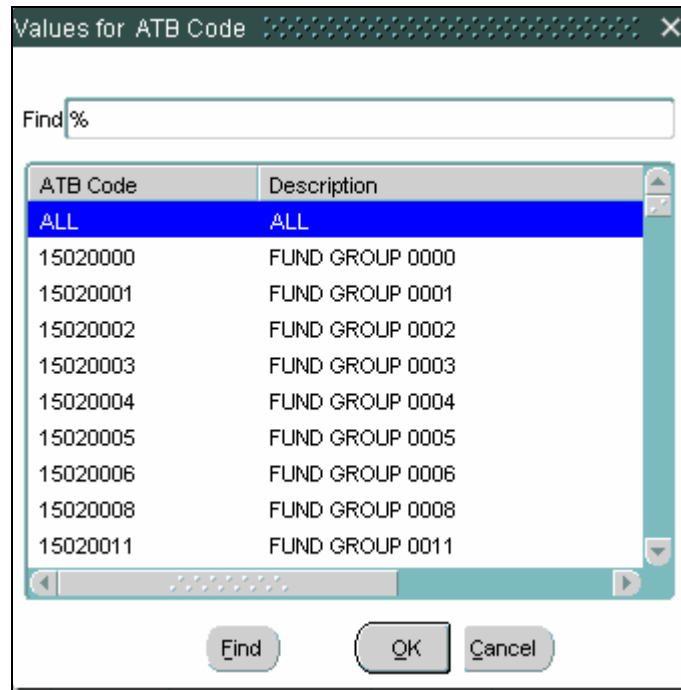 Values for ATB Code
Find %
ATB Code Description
ALL ALL
15020000 FUND GROUP 0000
15020001 FUND GROUP 0001
15020002 FUND GROUP 0002
15020003 FUND GROUP 0003
15020004 FUND GROUP 0004
15020005 FUND GROUP 0005
15020006 FUND GROUP 0006
15020008 FUND GROUP 0008
15020011 FUND GROUP 0011
Find OK Cancel